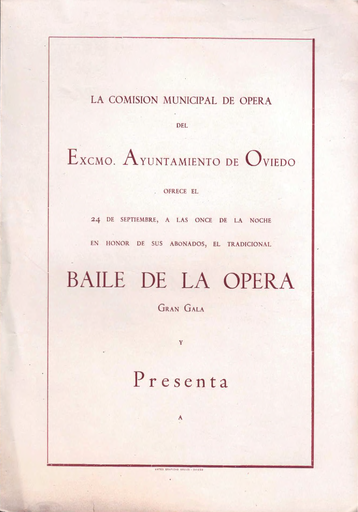 LA COMISION MUNICIPAL DE OPERA
DEL
EXCMO. AYUNTAMIENTO DE OVIEDO
OFRECE EL
24 DE SEPTIEMBRE, A LAS ONCE DE LA NOCHE
EN HONOR DE SUS ABONADOS, EL TRADICIONAL
BAILE DE LA OPERA
GRAN GALA
Y
Presenta
A